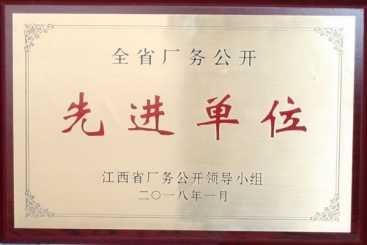 全省厂务公开
先进单位
江西省厂务公开领导小组
二〇一八年一月